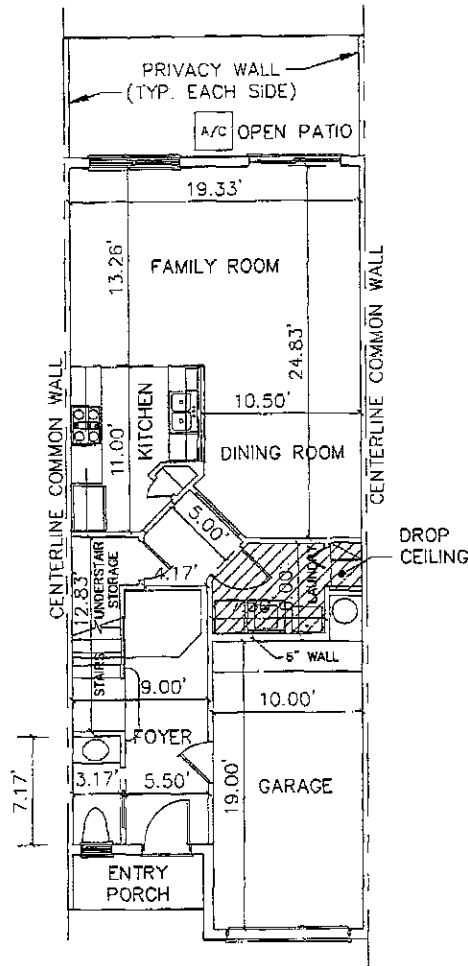 PRIVACY WALL
(TYP. EACH SIDE)
A/C OPEN PATIO
19.33'
FAMILY ROOM
13.26'
24.83'
CENTERLINE COMMON WALL
CENTERLINE COMMON WALL
KITCHEN
11.00'
10.50'
DINING ROOM
5.00'
DROP
CEILING
LAUNDRY
UNDERSTAIR
STORAGE
12.83'
4.17'
5" WALL
STAIRS
9.00'
10.00'
FOYER
7.17'
3.17'
5.50'
19.00'
GARAGE
ENTRY
PORCH